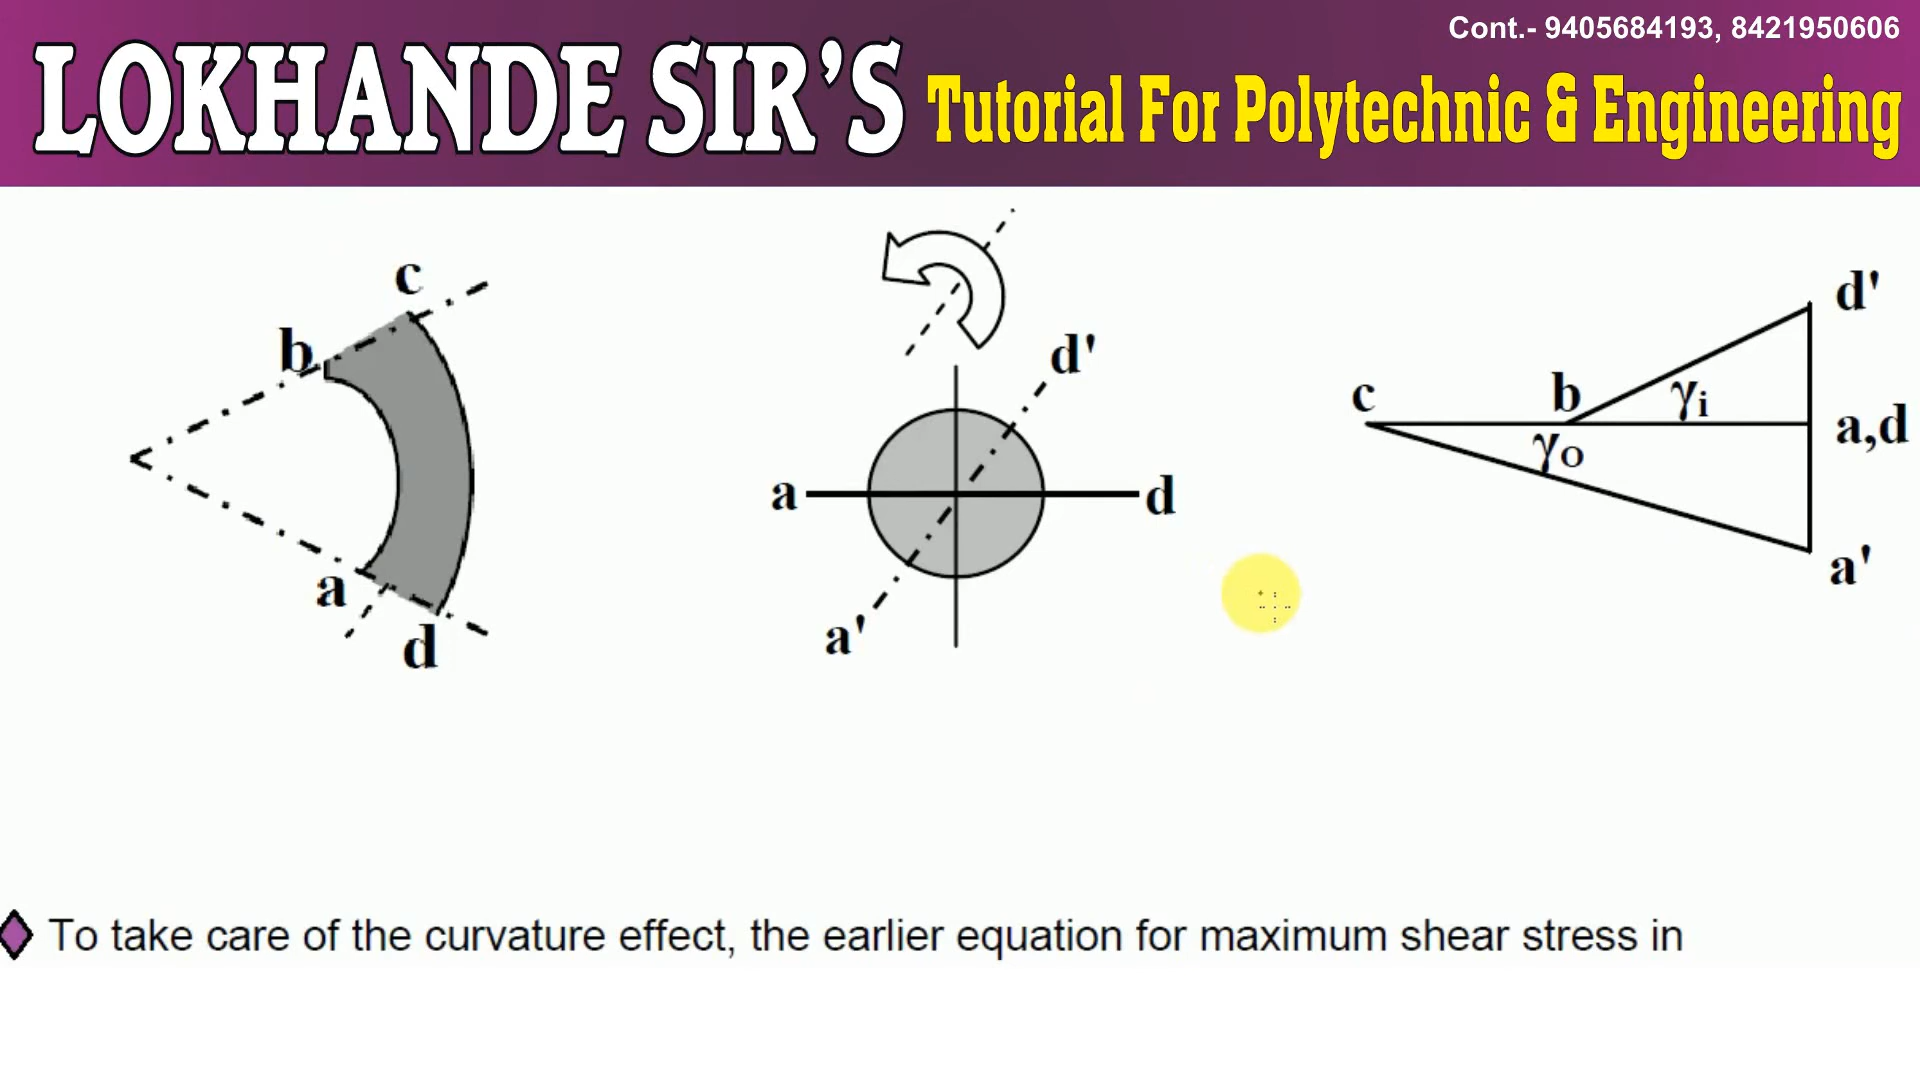 Cont.- 9405684193, 8421950606
LOKHANDE SIR'S Tutorial For Polytechnic & Engineering
c
b
a
d
d'
a
d
a'
d'
c
b
γi
a,d
γo
a'
To take care of the curvature effect, the earlier equation for maximum shear stress in